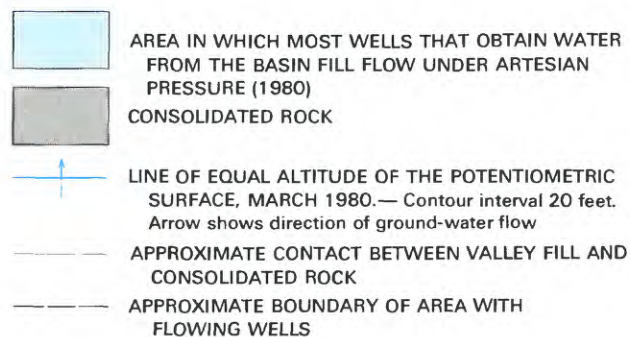 AREA IN WHICH MOST WELLS THAT OBTAIN WATER
FROM THE BASIN FILL FLOW UNDER ARTESIAN
PRESSURE (1980)
CONSOLIDATED ROCK
LINE OF EQUAL ALTITUDE OF THE POTENTIOMETRIC
SURFACE, MARCH 1980.— Contour interval 20 feet.
Arrow shows direction of ground-water flow
APPROXIMATE CONTACT BETWEEN VALLEY FILL AND
CONSOLIDATED ROCK
APPROXIMATE BOUNDARY OF AREA WITH
FLOWING WELLS